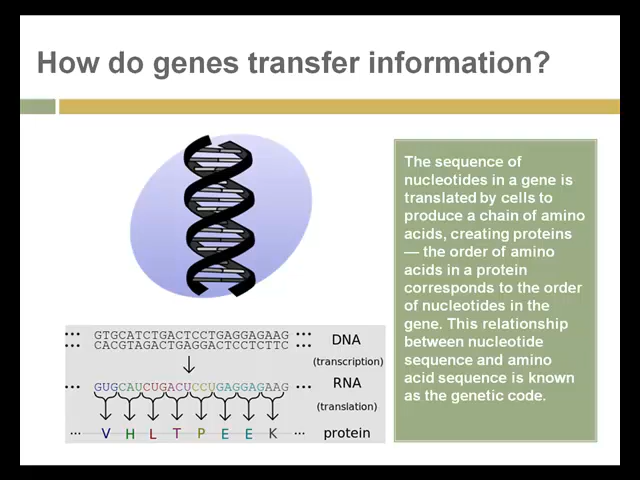 How do genes transfer information?
The sequence of
nucleotides in a gene is
translated by cells to
produce a chain of amino
acids, creating proteins
— the order of amino
acids in a protein
corresponds to the order
of nucleotides in the
gene. This relationship
between nucleotide
sequence and amino
acid sequence is known
as the genetic code.
··· GTGCATCTGACTCCTGAGGAGAAG ··· DNA
CACGTAGACTGAGGACTCCTCTTC
(transcription)
··· GUGCAUCUGACUCCUGAGGAGAAG ··· RNA
(translation)
··· V H L T P E E K ··· protein